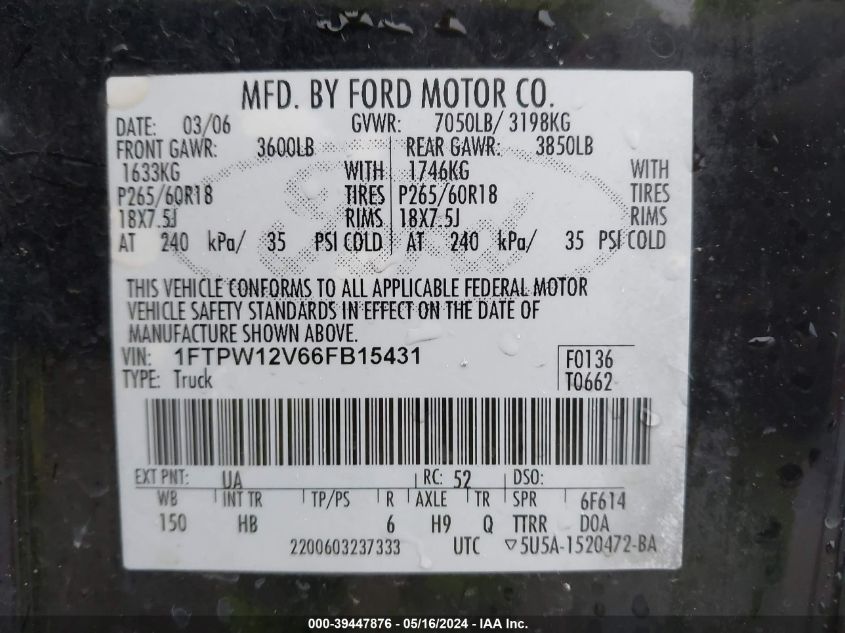 MFD. BY FORD MOTOR CO.
DATE: 03/06 GVWR: 7050LB/ 3198KG
FRONT GAWR: 3600LB REAR GAWR: 3850LB
1633KG WITH 1746KG WITH
P265/60R18 TIRES P265/60R18 TIRES
18X7.5J RIMS 18X7.5J RIMS
AT 240 kPa/ 35 PSI COLD AT 240 kPa/ 35 PSI COLD
THIS VEHICLE CONFORMS TO ALL APPLICABLE FEDERAL MOTOR
VEHICLE SAFETY STANDARDS IN EFFECT ON THE DATE OF
MANUFACTURE SHOWN ABOVE.
VIN: 1FTPW12V66FB15431 F0136
TYPE: Truck T0662
EXT PNT: UA RC: 52 DSO:
WB INT TR TP/PS R AXLE TR SPR 6F614
150 HB 6 H9 Q TTRR DOA
2200603237333 UTC ▽5U5A-1520472-BA
000-39447876 - 05/16/2024 - IAA Inc.